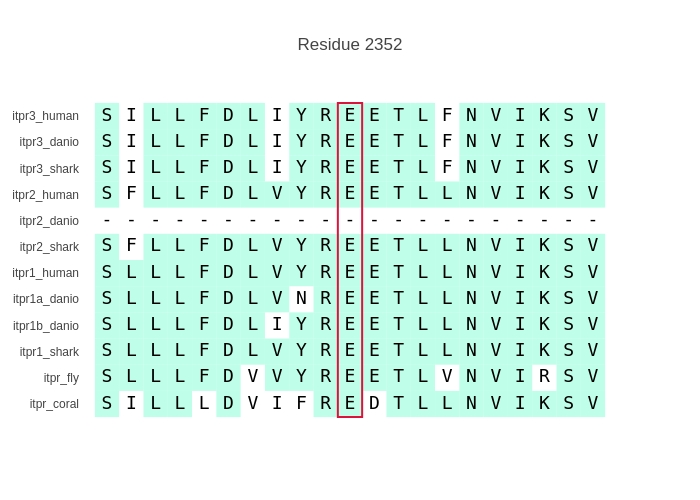 Residue 2352
itpr3_human S I L L F D L I Y R E E T L F N V I K S V
itpr3_danio S I L L F D L I Y R E E T L F N V I K S V
itpr3_shark S I L L F D L I Y R E E T L F N V I K S V
itpr2_human S F L L F D L V Y R E E T L L N V I K S V
itpr2_danio - - - - - - - - - - - - - - - - - - - - -
itpr2_shark S F L L F D L V Y R E E T L L N V I K S V
itpr1_human S L L L F D L V Y R E E T L L N V I K S V
itpr1a_danio S L L L F D L V N R E E T L L N V I K S V
itpr1b_danio S L L L F D L I Y R E E T L L N V I K S V
itpr1_shark S L L L F D L V Y R E E T L L N V I K S V
itpr_fly S L L L F D V V Y R E E T L V N V I R S V
itpr_coral S I L L L D V I F R E D T L L N V I K S V